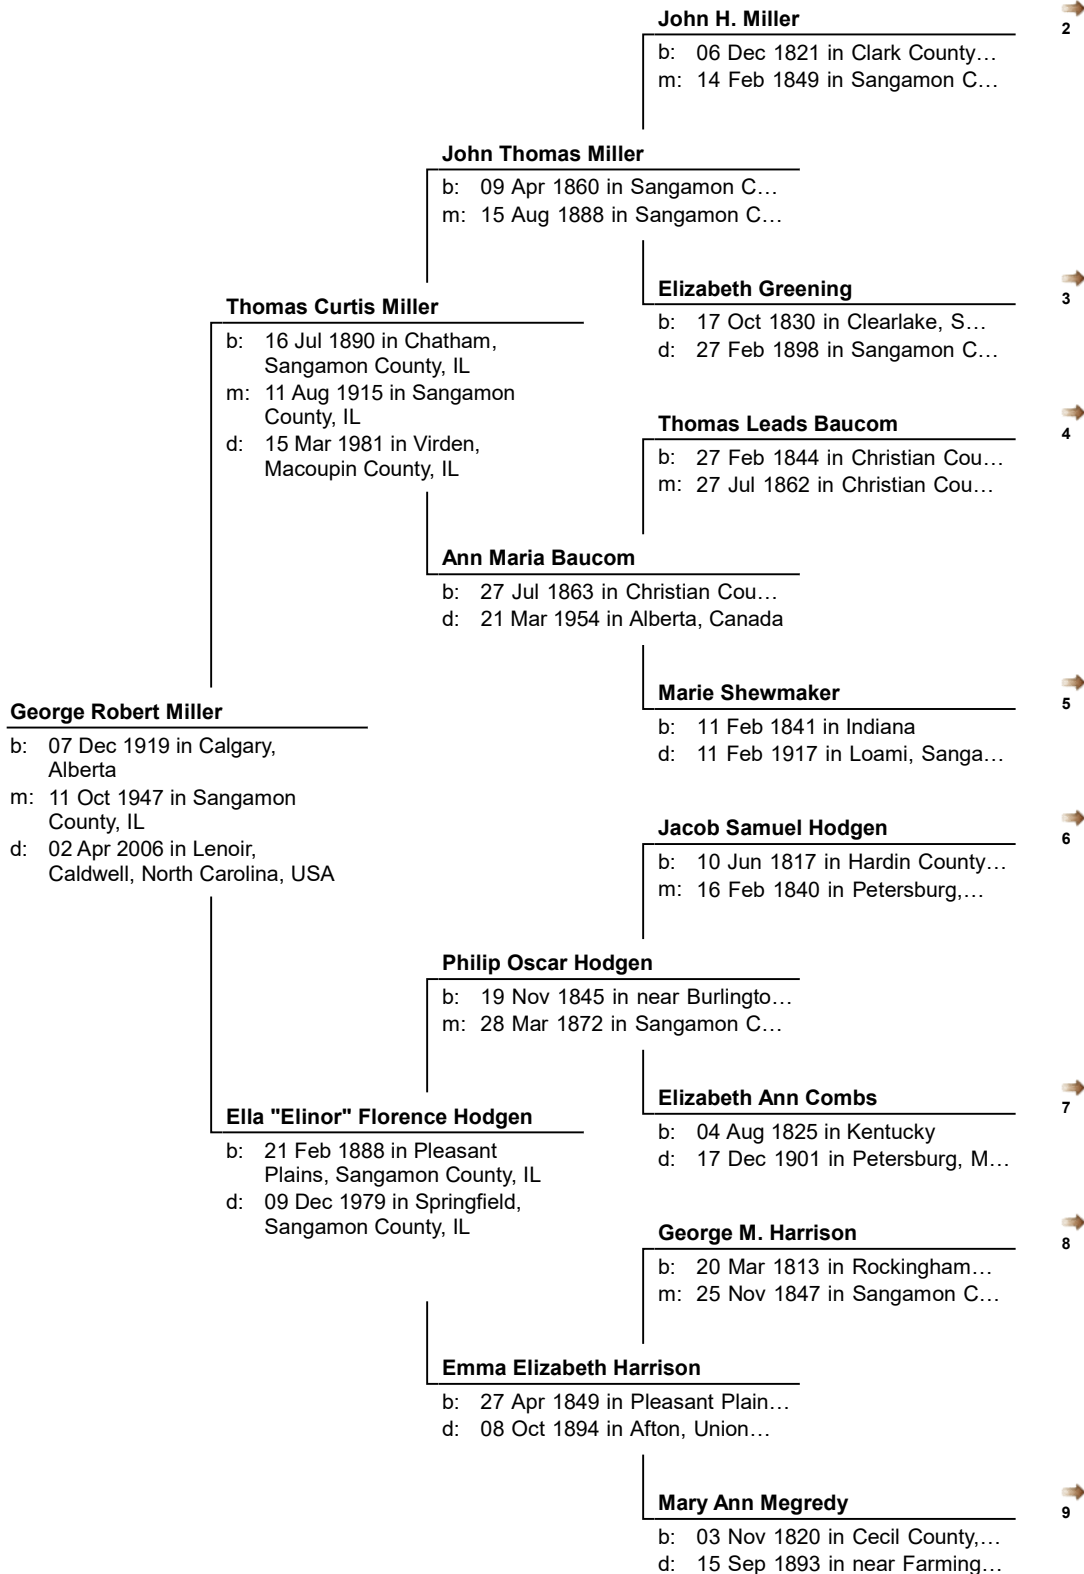 John H. Miller
2
b: 06 Dec 1821 in Clark County…
m: 14 Feb 1849 in Sangamon C…
John Thomas Miller
b: 09 Apr 1860 in Sangamon C…
m: 15 Aug 1888 in Sangamon C…
Elizabeth Greening
3
b: 17 Oct 1830 in Clearlake, S…
d: 27 Feb 1898 in Sangamon C…
Thomas Curtis Miller
b: 16 Jul 1890 in Chatham,
Sangamon County, IL
m: 11 Aug 1915 in Sangamon
County, IL
d: 15 Mar 1981 in Virden,
Macoupin County, IL
Thomas Leads Baucom
4
b: 27 Feb 1844 in Christian Cou…
m: 27 Jul 1862 in Christian Cou…
Ann Maria Baucom
b: 27 Jul 1863 in Christian Cou…
d: 21 Mar 1954 in Alberta, Canada
Marie Shewmaker
5
b: 11 Feb 1841 in Indiana
d: 11 Feb 1917 in Loami, Sanga…
George Robert Miller
b: 07 Dec 1919 in Calgary,
Alberta
m: 11 Oct 1947 in Sangamon
County, IL
d: 02 Apr 2006 in Lenoir,
Caldwell, North Carolina, USA
Jacob Samuel Hodgen
6
b: 10 Jun 1817 in Hardin County…
m: 16 Feb 1840 in Petersburg,…
Philip Oscar Hodgen
b: 19 Nov 1845 in near Burlingto…
m: 28 Mar 1872 in Sangamon C…
Elizabeth Ann Combs
7
b: 04 Aug 1825 in Kentucky
d: 17 Dec 1901 in Petersburg, M…
Ella "Elinor" Florence Hodgen
b: 21 Feb 1888 in Pleasant
Plains, Sangamon County, IL
d: 09 Dec 1979 in Springfield,
Sangamon County, IL
George M. Harrison
8
b: 20 Mar 1813 in Rockingham…
m: 25 Nov 1847 in Sangamon C…
Emma Elizabeth Harrison
b: 27 Apr 1849 in Pleasant Plain…
d: 08 Oct 1894 in Afton, Union…
Mary Ann Megredy
9
b: 03 Nov 1820 in Cecil County,…
d: 15 Sep 1893 in near Farming…